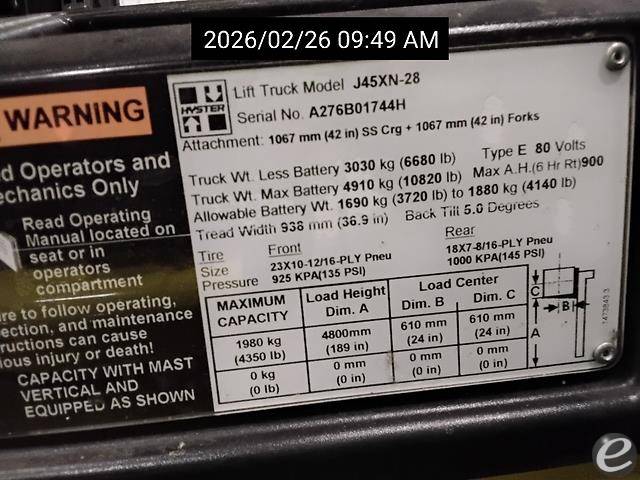 2026/02/26 09:49 AM
WARNING
d Operators and
chanics Only
Read Operating
Manual located on
seat or in
operators
compartment
re to follow operating,
ection, and maintenance
ructions can cause
ious injury or death!
CAPACITY WITH MAST
VERTICAL AND
EQUIPPED AS SHOWN
HYSTER
Lift Truck Model J45XN-28
Serial No. A276B01744H
Attachment: 1067 mm (42 in) SS Crg + 1067 mm (42 in) Forks
Truck Wt. Less Battery 3030 kg (6680 lb) Type E 80 Volts
Truck Wt. Max Battery 4910 kg (10820 lb) Max A.H.(6 Hr Rt)900
Allowable Battery Wt. 1690 kg (3720 lb) to 1880 kg (4140 lb)
Tread Width 938 mm (36.9 in) Back Tilt 5.0 Degrees
Tire Front Rear
Size 23X10-12/16-PLY Pneu 18X7-8/16-PLY Pneu
Pressure 925 KPA(135 PSI) 1000 KPA(145 PSI)
MAXIMUM CAPACITY Load Height Dim. A Load Center Dim. B Dim. C
1980 kg 4800mm 610 mm 610 mm
(4350 lb) (189 in) (24 in) (24 in)
0 kg 0 mm 0 mm 0 mm
(0 lb) (0 in) (0 in) (0 in)
C
B
A
e